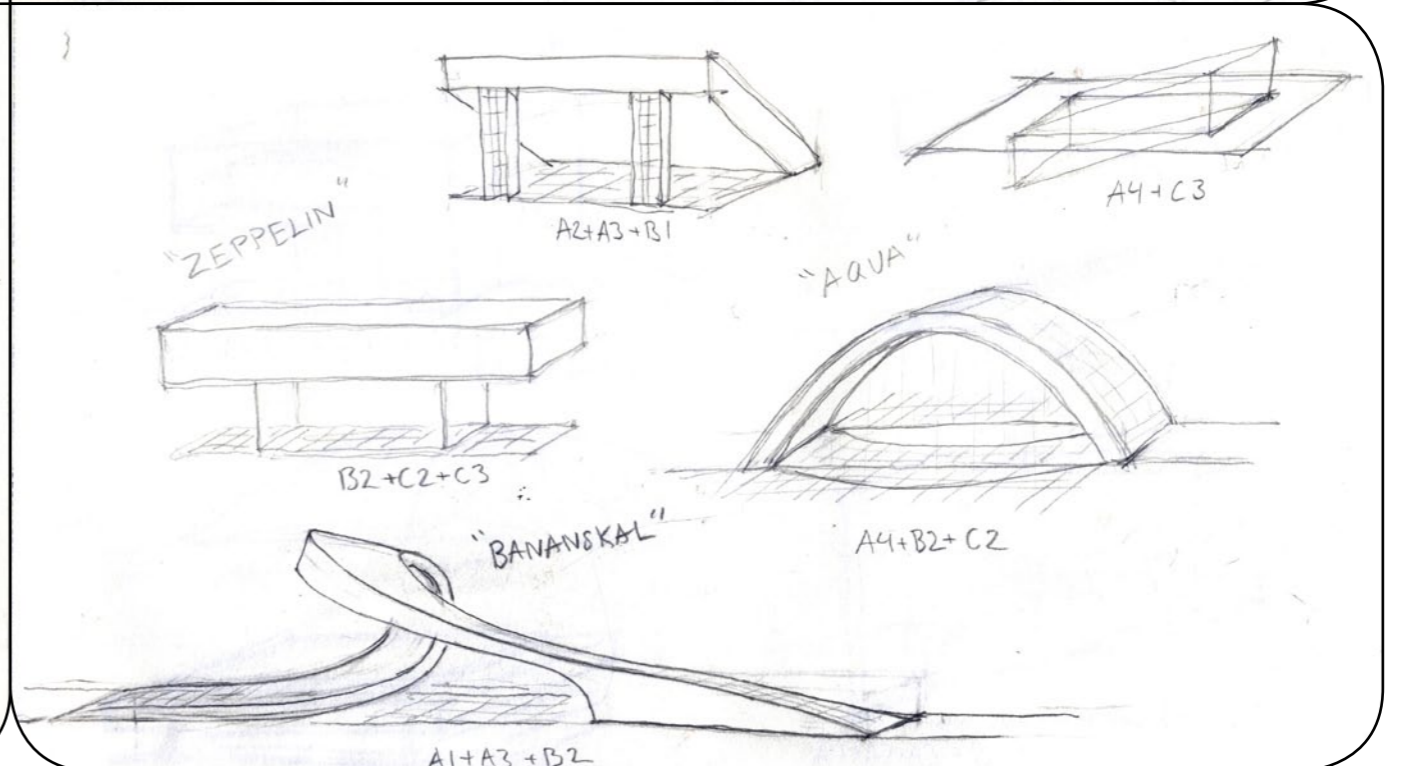 A2+A3+B1
A4+C3
"ZEPPELIN"
"AQUA"
B2+C2+C3
"BANANSKAL"
A4+B2+C2
A1+A3+B2